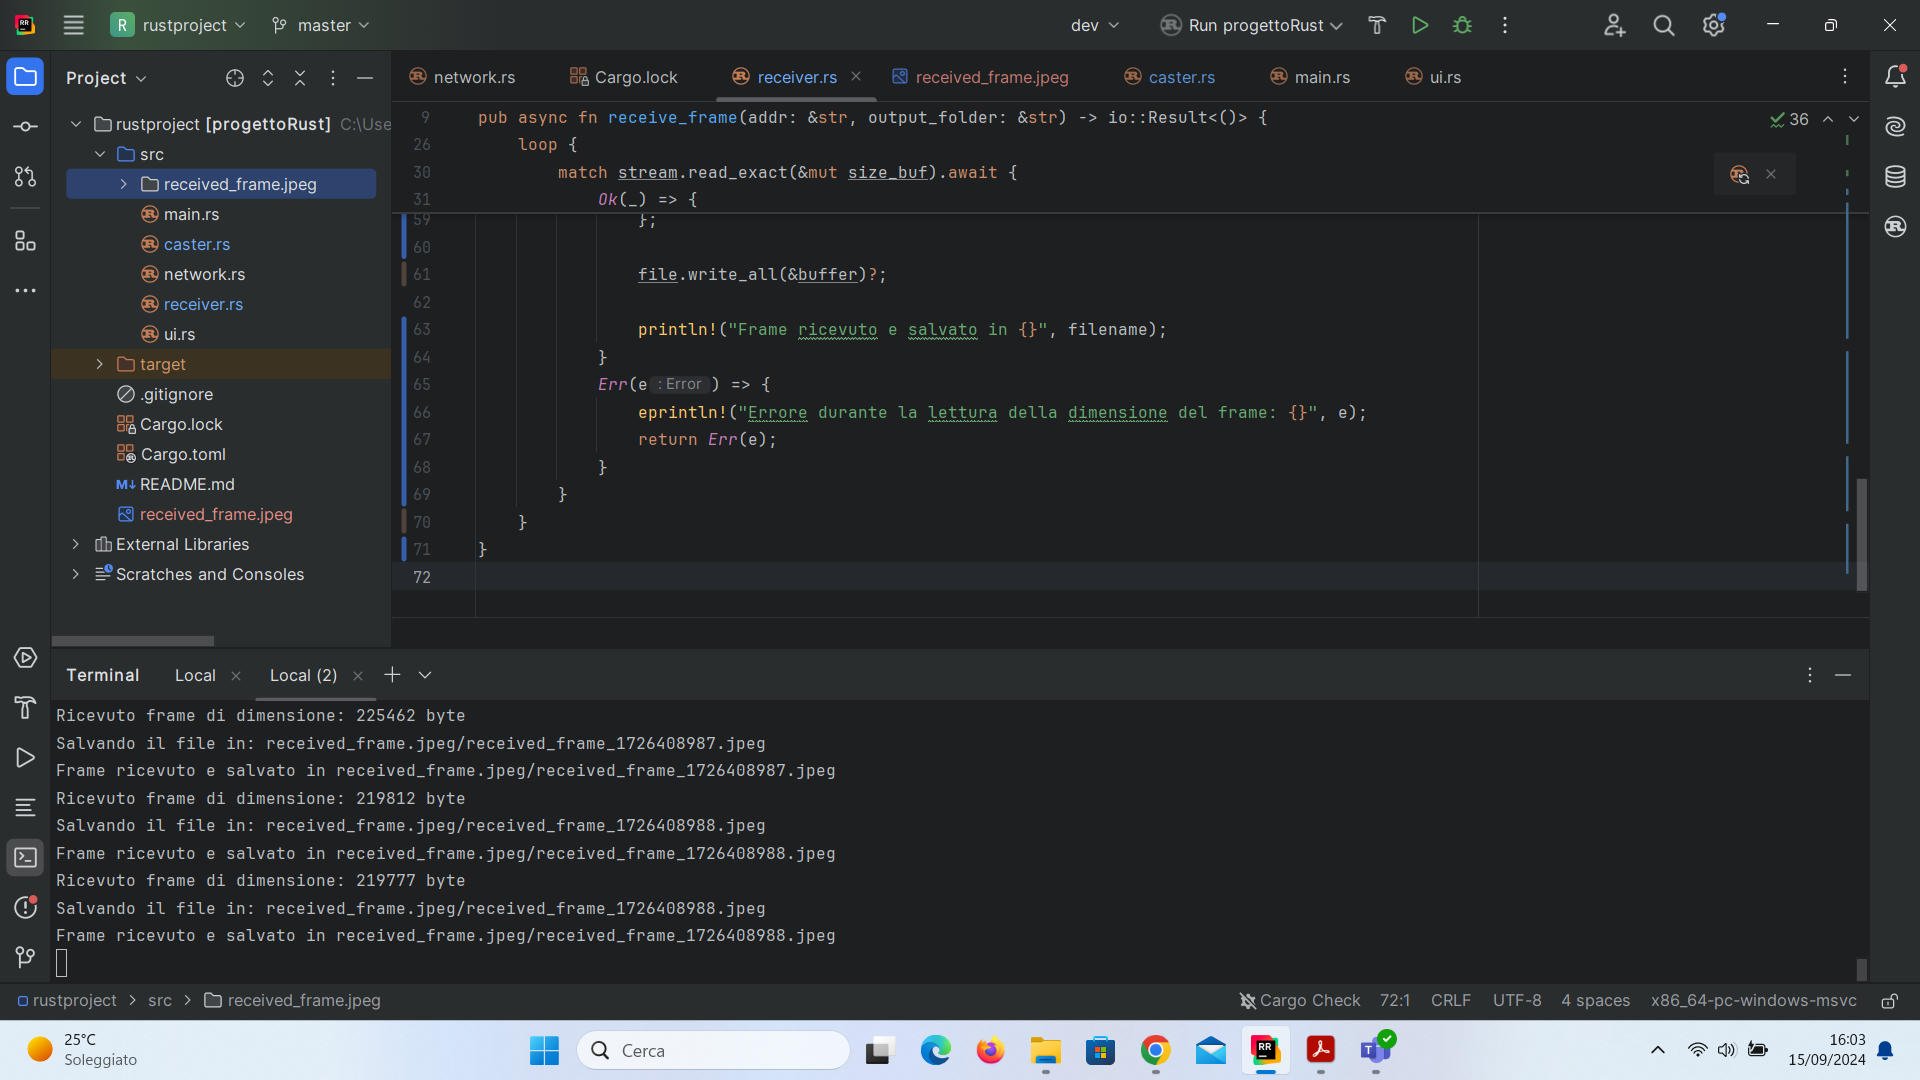 R rustproject master dev Run progettoRust
Project
network.rs Cargo.lock receiver.rs received_frame.jpeg caster.rs main.rs ui.rs
rustproject [progettoRust] C:\Use
src
received_frame.jpeg
main.rs
caster.rs
network.rs
receiver.rs
ui.rs
target
.gitignore
Cargo.lock
Cargo.toml
M↓ README.md
received_frame.jpeg
External Libraries
Scratches and Consoles
9 pub async fn receive_frame(addr: &str, output_folder: &str) -> io::Result<()> {
36
26 loop {
30 match stream.read_exact(&mut size_buf).await {
31 Ok(_) => {
59 };
60
61 file.write_all(&buffer)?;
62
63 println!("Frame ricevuto e salvato in {}", filename);
64 }
65 Err(e : Error ) => {
66 eprintln!("Errore durante la lettura della dimensione del frame: {}", e);
67 return Err(e);
68 }
69 }
70 }
71 }
72
Terminal Local Local (2)
Ricevuto frame di dimensione: 225462 byte
Salvando il file in: received_frame.jpeg/received_frame_1726408987.jpeg
Frame ricevuto e salvato in received_frame.jpeg/received_frame_1726408987.jpeg
Ricevuto frame di dimensione: 219812 byte
Salvando il file in: received_frame.jpeg/received_frame_1726408988.jpeg
Frame ricevuto e salvato in received_frame.jpeg/received_frame_1726408988.jpeg
Ricevuto frame di dimensione: 219777 byte
Salvando il file in: received_frame.jpeg/received_frame_1726408988.jpeg
Frame ricevuto e salvato in received_frame.jpeg/received_frame_1726408988.jpeg
rustproject > src > received_frame.jpeg Cargo Check 72:1 CRLF UTF-8 4 spaces x86_64-pc-windows-msvc
25°C
Soleggiato
Cerca
16:03
15/09/2024